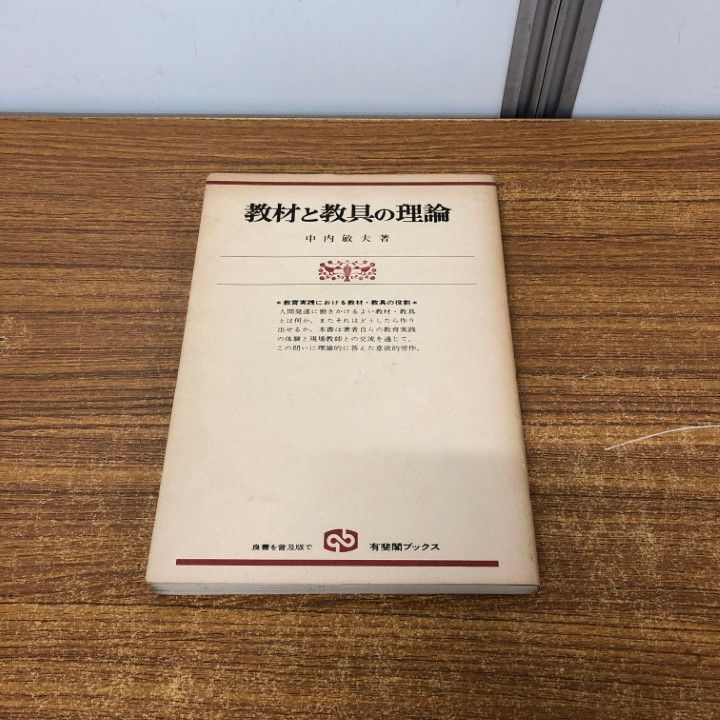 教材と教具の理論
中内敏夫著
*教育実践における教材・教具の役割*
人間発達に働きかけるよい教材・教具
とは何か，またそれはどうしたら作り
出せるか。本書は著者自らの教育実践
の体験と現場教師との交流を通じて，
この問いに理論的に答えた意欲的労作。
良書を普及版で
有斐閣ブックス